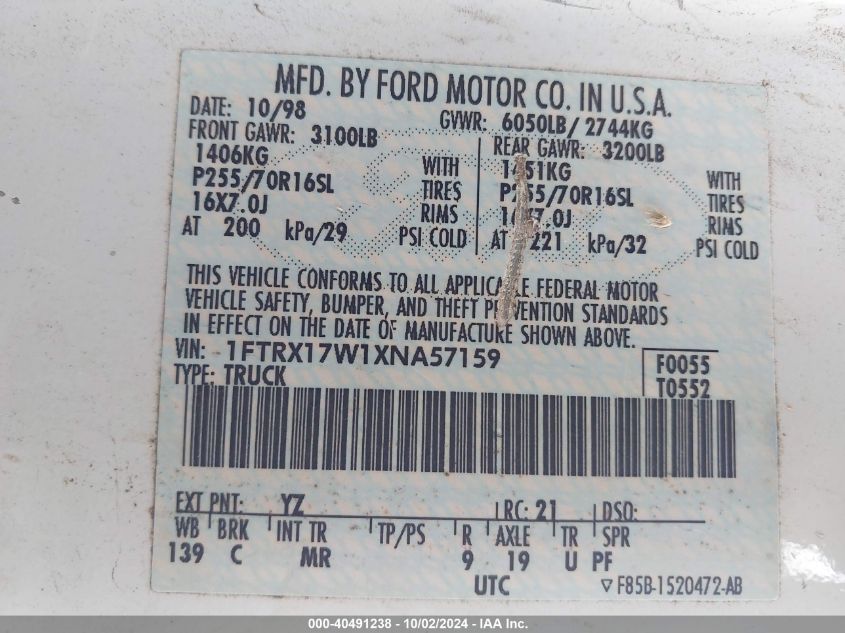 MFD. BY FORD MOTOR CO. IN U.S.A.
DATE: 10/98 GVWR: 6050LB/ 2744KG
FRONT GAWR: 3100LB REAR GAWR: 3200LB
1406KG WITH 1451KG WITH
P255/70R16SL TIRES P255/70R16SL TIRES
16X7.0J RIMS 16X7.0J RIMS
AT 200 kPa/29 PSI COLD AT 221 kPa/32 PSI COLD
THIS VEHICLE CONFORMS TO ALL APPLICABLE FEDERAL MOTOR
VEHICLE SAFETY, BUMPER, AND THEFT PREVENTION STANDARDS
IN EFFECT ON THE DATE OF MANUFACTURE SHOWN ABOVE.
VIN: 1FTRX17W1XNA57159 F0055
TYPE: TRUCK T0552
EXT PNT: YZ RC: 21 DSO:
WB BRK INT TR TP/PS R AXLE TR SPR
139 C MR 9 19 U PF
UTC ▽F85B-1520472-AB
000-40491238 - 10/02/2024 - IAA Inc.